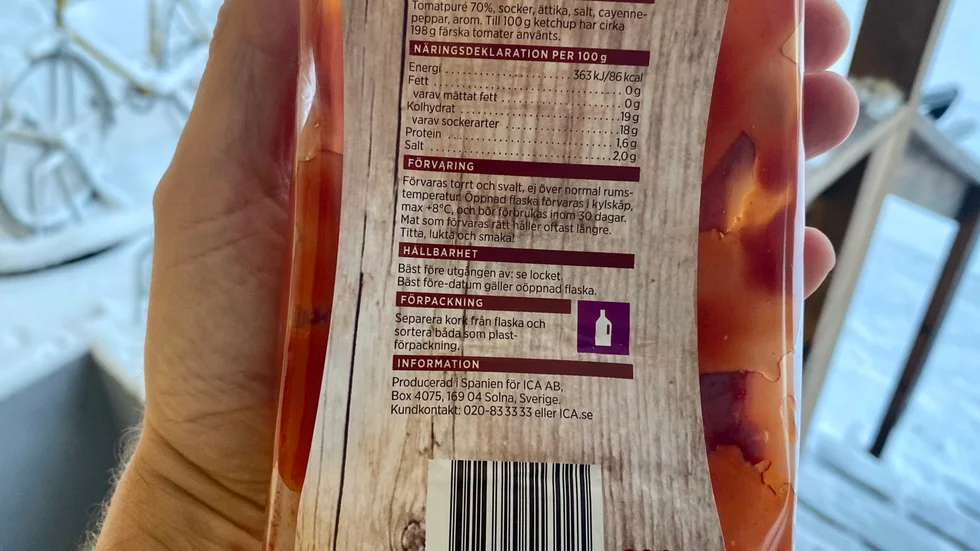 Tomatpuré 70%, socker, ättika, salt, cayenne-
peppar, arom. Till 100 g ketchup har cirka
198 g färska tomater använts.
NÄRINGSDEKLARATION PER 100 g
Energi ........................ 363 kJ/86 kcal
Fett ........................ 0 g
varav mättat fett ........................ 0 g
Kolhydrat ........................ 19 g
varav sockerarter ........................ 18 g
Protein ........................ 1,6 g
Salt ........................ 2,0 g
FÖRVARING
Förvaras torrt och svalt, ej över normal rums-
temperatur. Öppnad flaska förvaras i kylskåp,
max +8°C, och bör förbrukas inom 30 dagar.
Mat som förvaras rätt håller oftast längre.
Titta, lukta och smaka!
HÅLLBARHET
Bäst före utgången av: se locket.
Bäst före-datum gäller oöppnad flaska.
FÖRPACKNING
Separera kork från flaska och
sortera båda som plast-
förpackning.
INFORMATION
Producerad i Spanien för ICA AB,
Box 4075, 169 04 Solna, Sverige.
Kundkontakt: 020-83 33 33 eller ICA.se